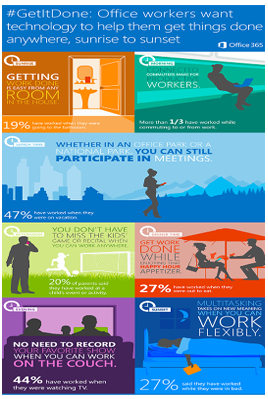 #GetItDone: Office workers want
technology to help them get things done
anywhere, sunrise to sunset
Office 365
SUNRISE
GETTING
WORK DONE
IS EASY FROM ANY
ROOM
IN THE HOUSE.
19% have worked when they
were going to the bathroom.
MORNING
COMMUTERS MAKE FOR
WORKERS.
More than 1/3 have worked while
commuting to or from work.
WHETHER IN AN OFFICE PARK OR A
NATIONAL PARK, YOU CAN STILL
PARTICIPATE IN MEETINGS.
47% have worked when they
were on vacation.
YOU DON'T HAVE
TO MISS THE KIDS'
GAME OR RECITAL WHEN
YOU CAN WORK ANYWHERE
20% of parents said
they have worked at a
child's event or activity.
GET WORK
DONE
WHILE
ENJOYING THAT
HAPPY HOUR
APPETIZER.
27% have worked when they
were out to eat.
EVENING
NO NEED TO RECORD
YOUR FAVORITE SHOW
WHEN YOU CAN WORK
ON THE COUCH.
44% have worked when
they were watching TV.
SUNSET
MULTITASKING
TAKES ON NEW MEANING
WHEN YOU CAN
WORK
FLEXIBLY.
27% said they have worked
while they were in bed.